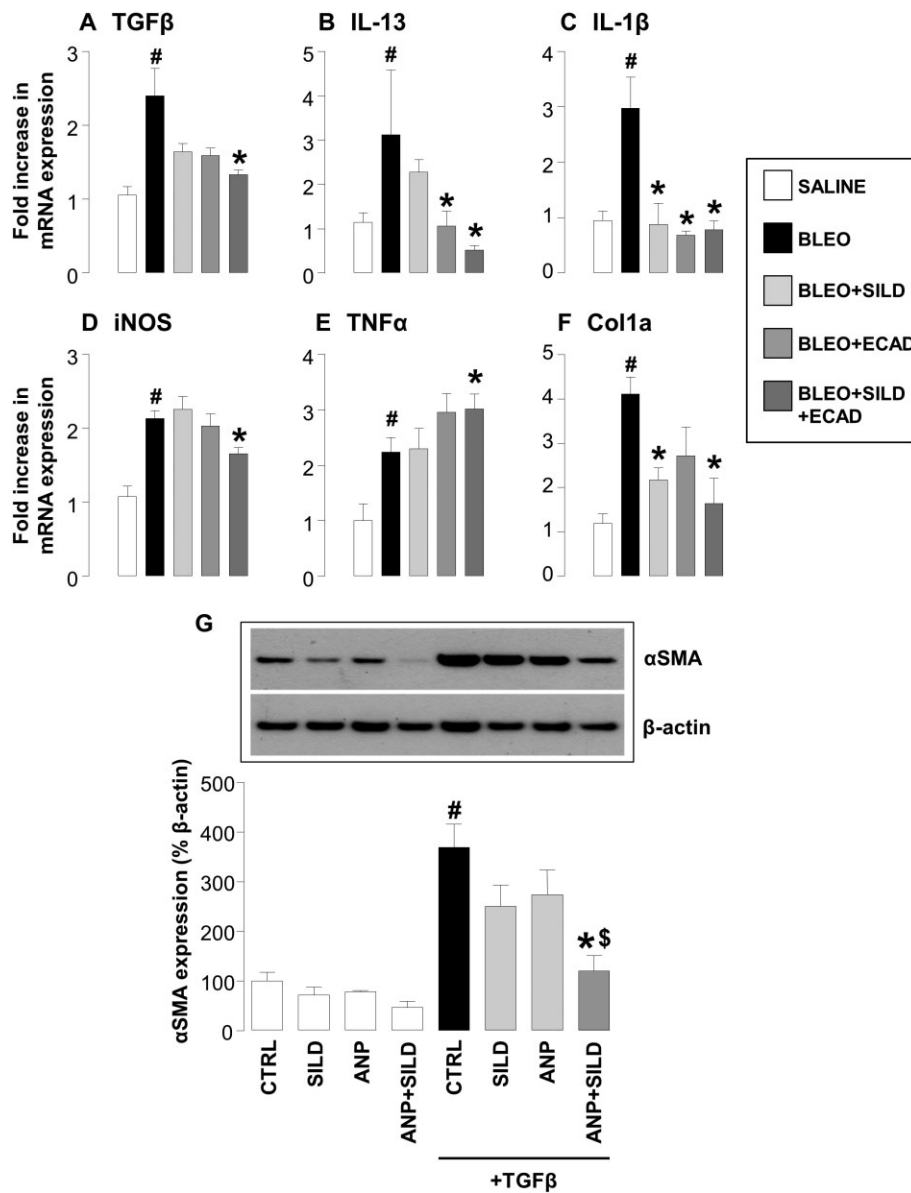 A TGFβ
B IL-13
C IL-1β
Fold increase in
mRNA expression
3
2
1
0
#
*
5
4
3
2
1
0
#
*
*
4
3
2
1
0
#
*
*
*
SALINE
BLEO
BLEO+SILD
BLEO+ECAD
BLEO+SILD
+ECAD
D iNOS
E TNFα
F Col1a
Fold increase in
mRNA expression
3
2
1
0
#
*
4
3
2
1
0
#
*
5
4
3
2
1
0
#
*
*
G
αSMA
β-actin
αSMA expression (% β-actin)
500
400
300
200
100
0
#
*$
CTRL
SILD
ANP
ANP+SILD
CTRL
SILD
ANP
ANP+SILD
+TGFβ